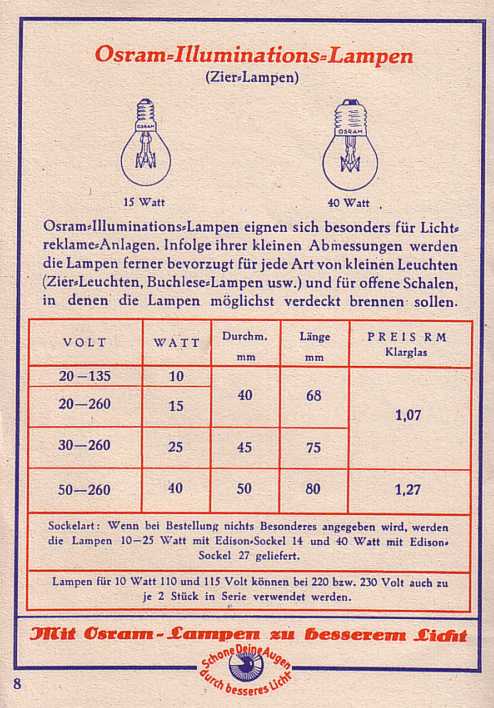 Osram=Illuminations=Lampen
(Zier=Lampen)
OSRAM
OSRAM
15 Watt
40 Watt
Osram=Illuminations=Lampen eignen sich besonders für Licht=
reklame=Anlagen. Infolge ihrer kleinen Abmessungen werden
die Lampen ferner bevorzugt für jede Art von kleinen Leuchten
(Zier=Leuchten, Buchlese=Lampen usw.) und für offene Schalen,
in denen die Lampen möglichst verdeckt brennen sollen.
VOLT WATT Durchm. mm Länge mm PREIS RM Klarglas
20—135 10
20—260 15 40 68
1,07
30—260 25 45 75
50—260 40 50 80 1,27
Sockelart: Wenn bei Bestellung nichts Besonderes angegeben wird, werden
die Lampen 10—25 Watt mit Edison=Sockel 14 und 40 Watt mit Edison=
Sockel 27 geliefert.
Lampen für 10 Watt 110 und 115 Volt können bei 220 bzw. 230 Volt auch zu
je 2 Stück in Serie verwendet werden.
Mit Osram-Lampen zu besserem Licht
Schone Deine Augen
durch besseres Licht
8